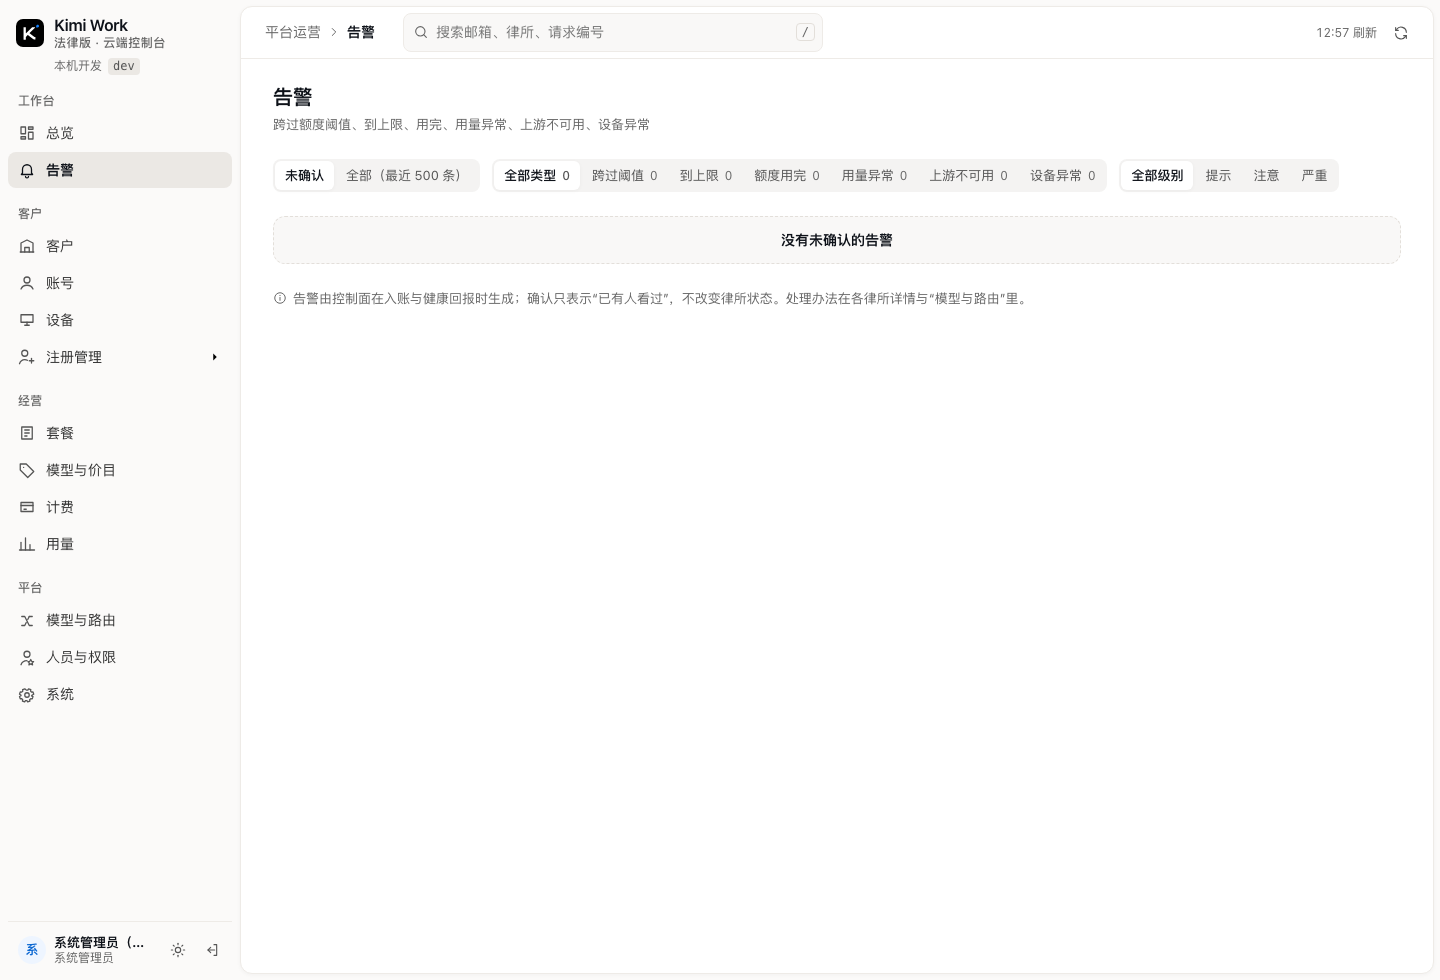 Kimi Work
法律版 · 云端控制台
本机开发 dev
工作台
总览
告警
客户
客户
账号
设备
注册管理
经营
套餐
模型与价目
计费
用量
平台
模型与路由
人员与权限
系统
系 系统管理员（...
系统管理员
平台运营 告警 搜索邮箱、律所、请求编号 / 12:57 刷新
告警
跨过额度阈值、到上限、用完、用量异常、上游不可用、设备异常
未确认 全部（最近 500 条） 全部类型 0 跨过阈值 0 到上限 0 额度用完 0 用量异常 0 上游不可用 0 设备异常 0 全部级别 提示 注意 严重
没有未确认的告警
告警由控制面在入账与健康回报时生成；确认只表示“已有人看过”，不改变律所状态。处理办法在各律所详情与“模型与路由”里。